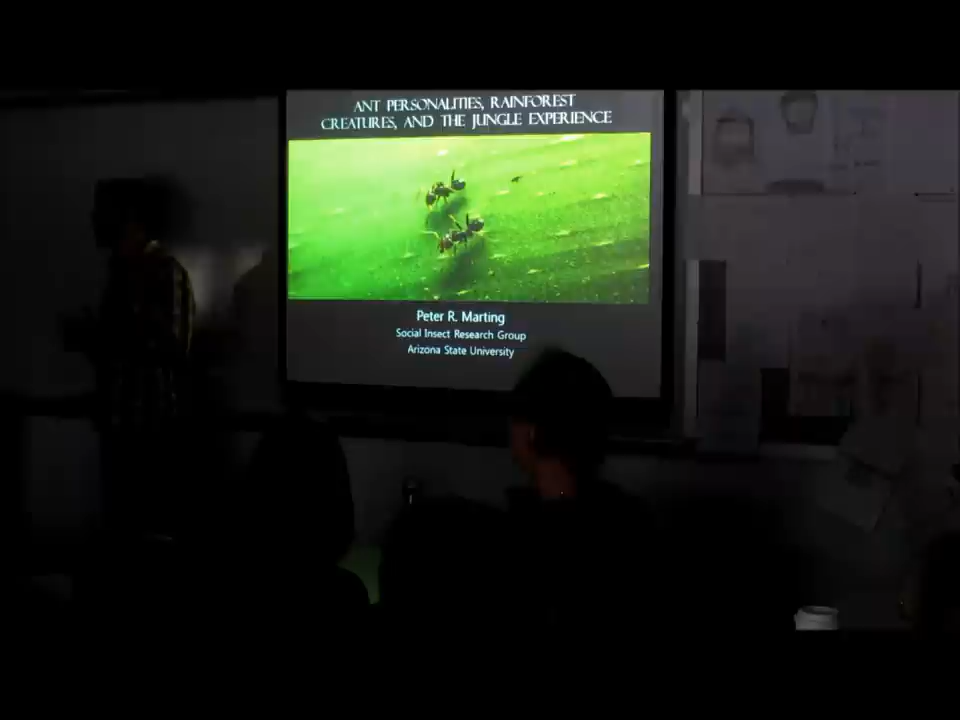 ANT PERSONALITIES, RAINFOREST
CREATURES, AND THE JUNGLE EXPERIENCE
Peter R. Marting
Social Insect Research Group
Arizona State University